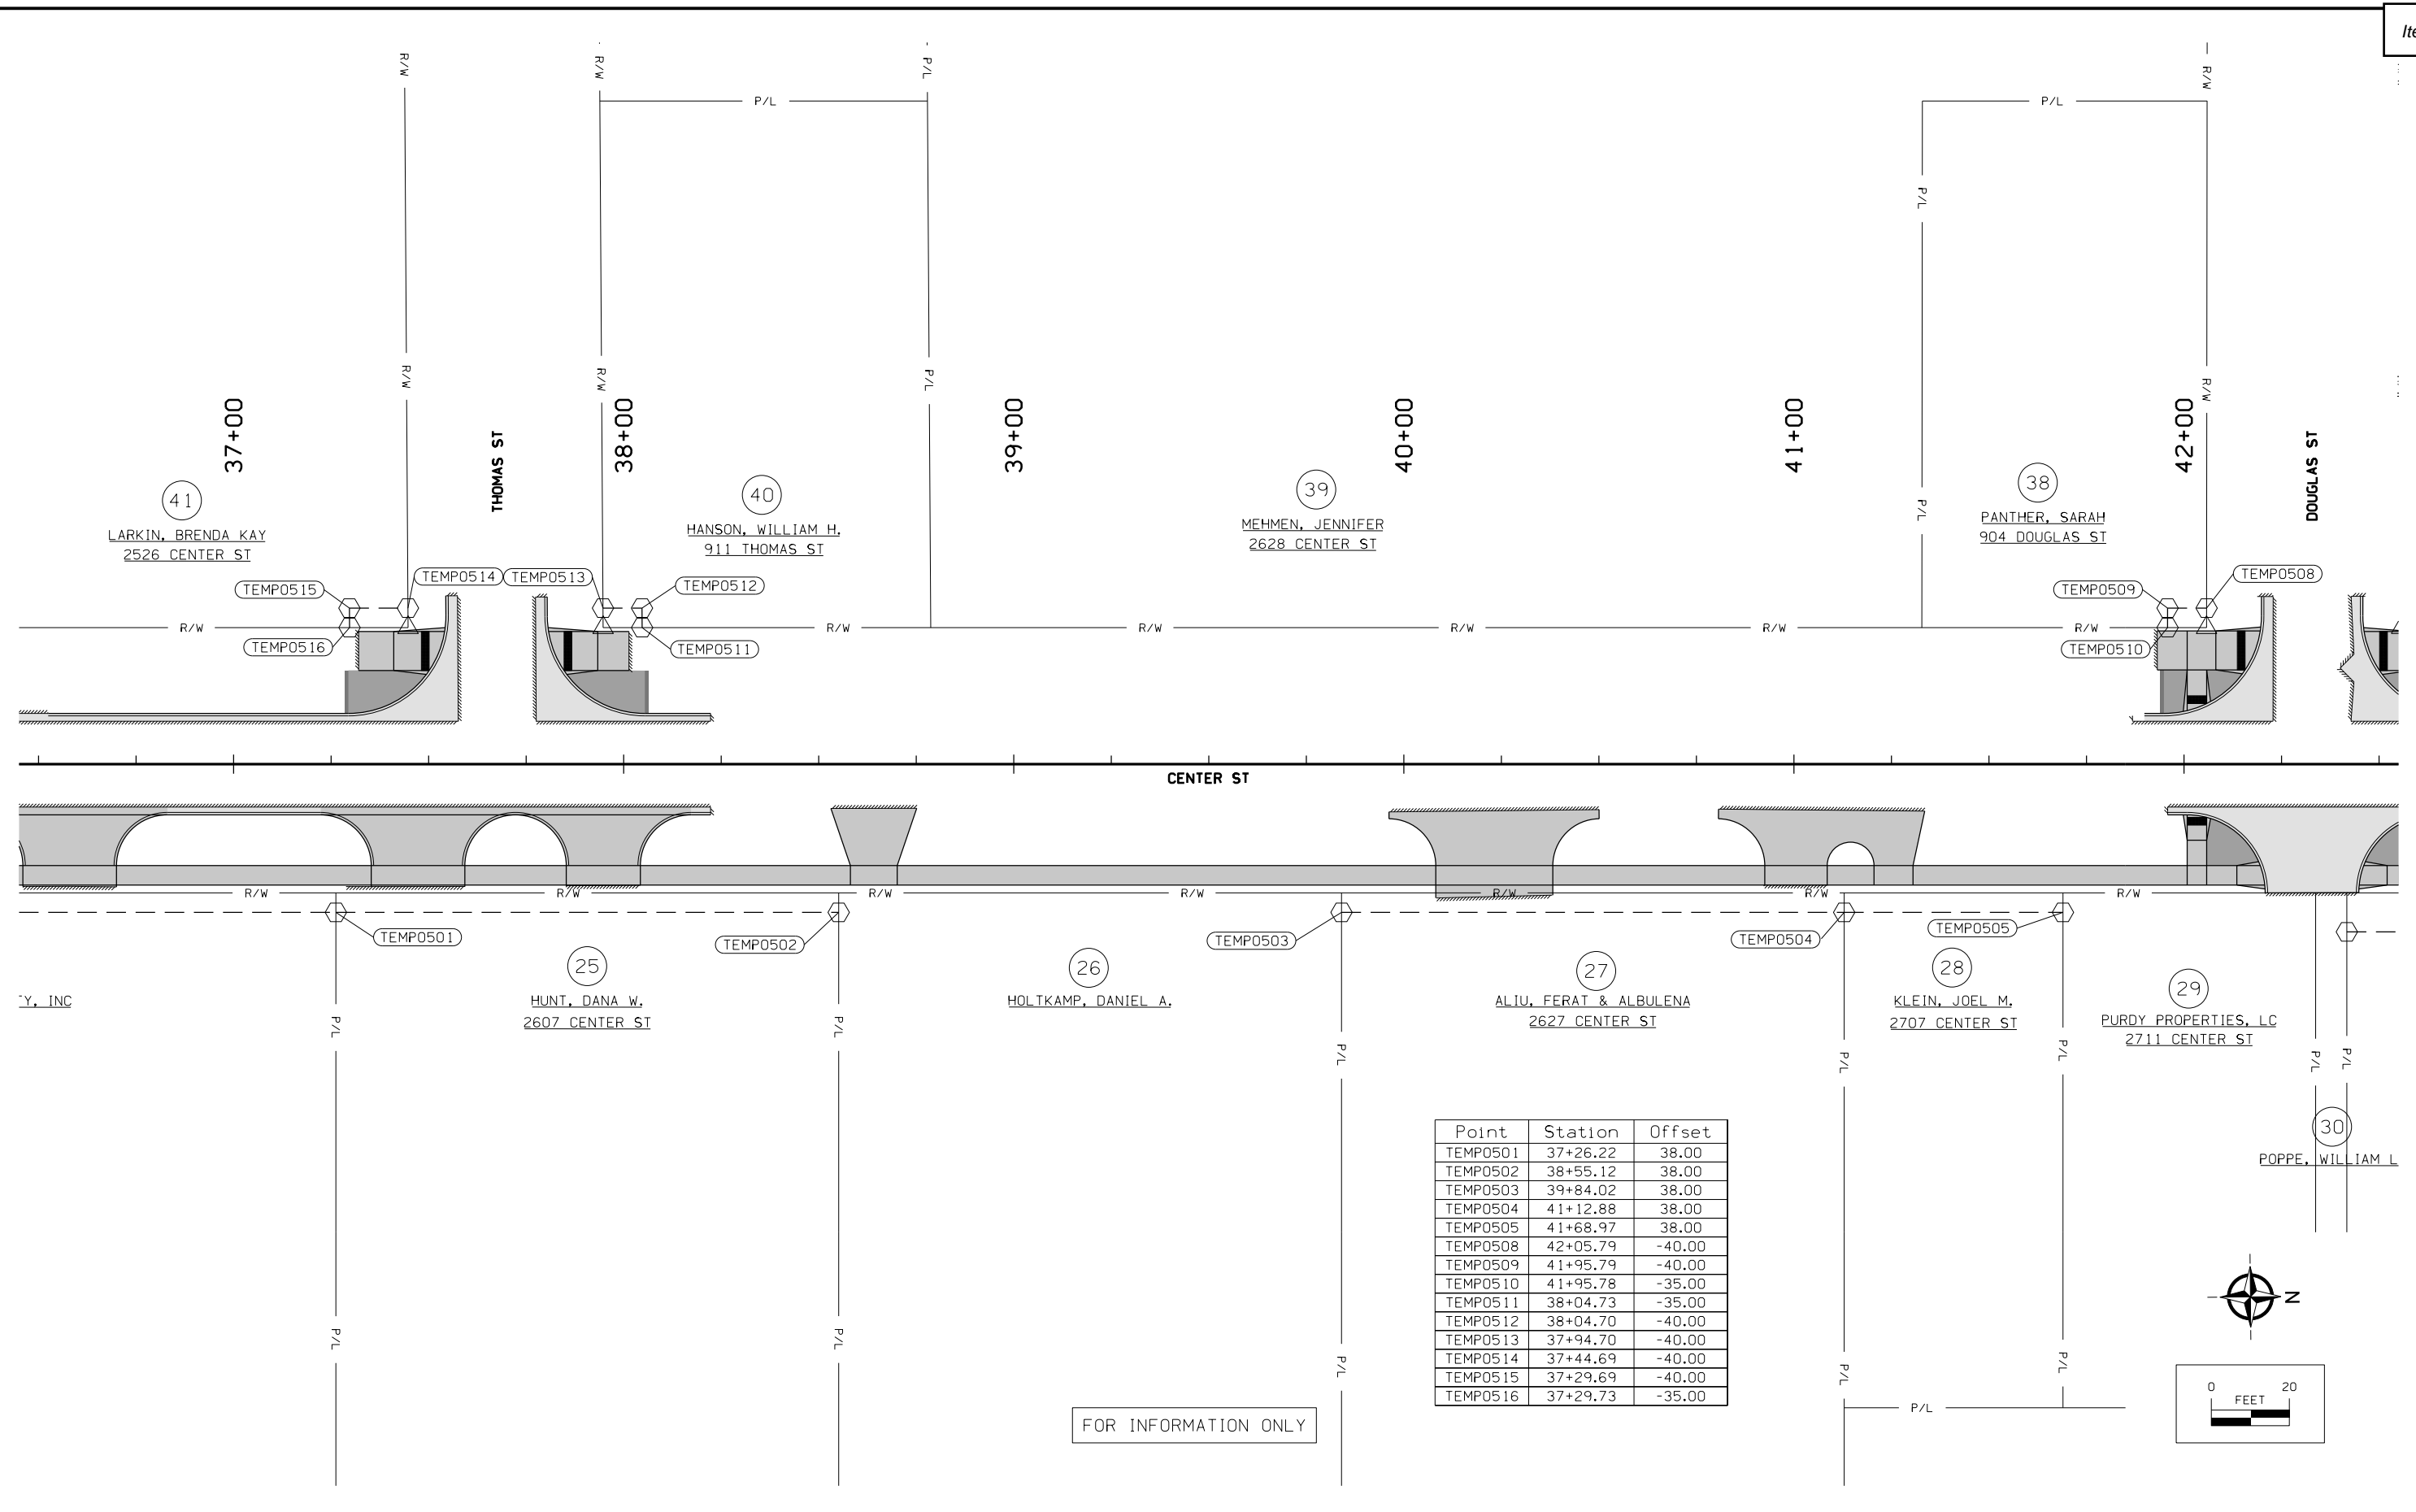 Ite
R/W
R/W
P/L
R/W
P/L
P/L
P/L
R/W
R/W
P/L
R/W
37+00
38+00
39+00
40+00
41+00
42+00
THOMAS ST
DOUGLAS ST
P/L
41
LARKIN, BRENDA KAY
2526 CENTER ST
40
HANSON, WILLIAM H.
911 THOMAS ST
39
MEHMEN, JENNIFER
2628 CENTER ST
38
PANTHER, SARAH
904 DOUGLAS ST
TEMP0515
TEMP0514
TEMP0513
TEMP0512
TEMP0509
TEMP0508
R/W
R/W
R/W
R/W
R/W
R/W
TEMP0516
TEMP0511
TEMP0510
CENTER ST
R/W
R/W
R/W
R/W
R/W
R/W
R/W
TEMP0501
TEMP0502
TEMP0503
TEMP0504
TEMP0505
TY, INC
25
HUNT, DANA W.
2607 CENTER ST
26
HOLTKAMP, DANIEL A.
27
ALIU, FERAT & ALBULENA
2627 CENTER ST
28
KLEIN, JOEL M.
2707 CENTER ST
29
PURDY PROPERTIES, LC
2711 CENTER ST
P/L
P/L
P/L
P/L
P/L
P/L
P/L
30
POPPE, WILLIAM L
Point Station Offset
TEMP0501 37+26.22 38.00
TEMP0502 38+55.12 38.00
TEMP0503 39+84.02 38.00
TEMP0504 41+12.88 38.00
TEMP0505 41+68.97 38.00
TEMP0508 42+05.79 -40.00
TEMP0509 41+95.79 -40.00
TEMP0510 41+95.78 -35.00
TEMP0511 38+04.73 -35.00
TEMP0512 38+04.70 -40.00
TEMP0513 37+94.70 -40.00
TEMP0514 37+44.69 -40.00
TEMP0515 37+29.69 -40.00
TEMP0516 37+29.73 -35.00
P/L
P/L
P/L
P/L
P/L
P/L
N
0 20
FEET
FOR INFORMATION ONLY